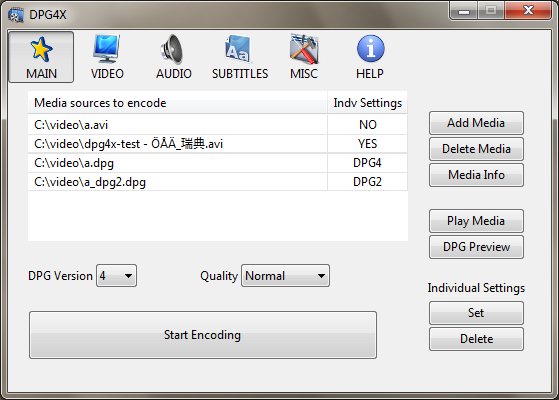 DPG4X
MAIN VIDEO AUDIO SUBTITLES MISC HELP
Media sources to encode Indv Settings
C:\video\a.avi NO
C:\video\dpg4x-test - ÖÅÄ_瑞典.avi YES
C:\video\a.dpg DPG4
C:\video\a_dpg2.dpg DPG2
Add Media
Delete Media
Media Info
Play Media
DPG Preview
DPG Version 4 Quality Normal
Individual Settings
Set
Delete
Start Encoding